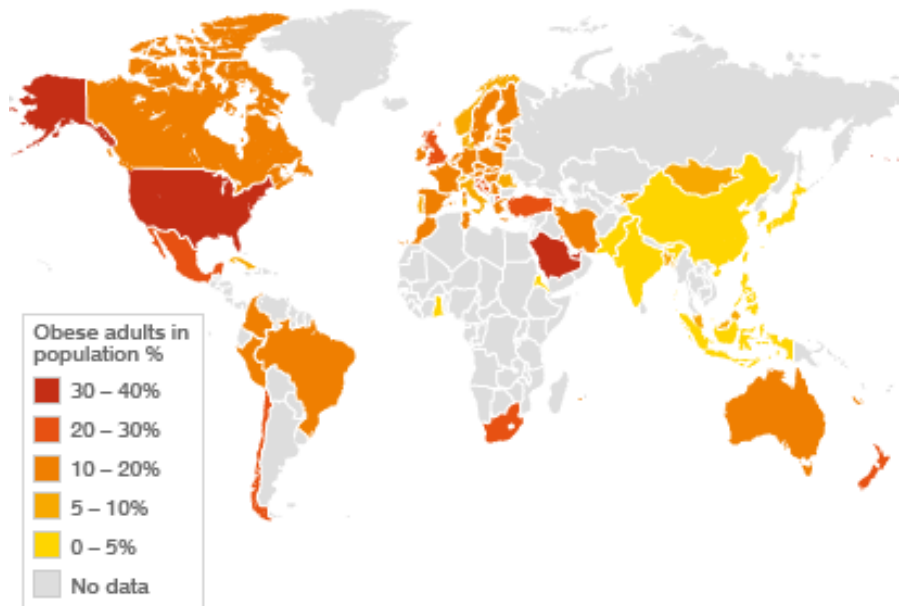 Obese adults in
population %
30 – 40%
20 – 30%
10 – 20%
5 – 10%
0 – 5%
No data